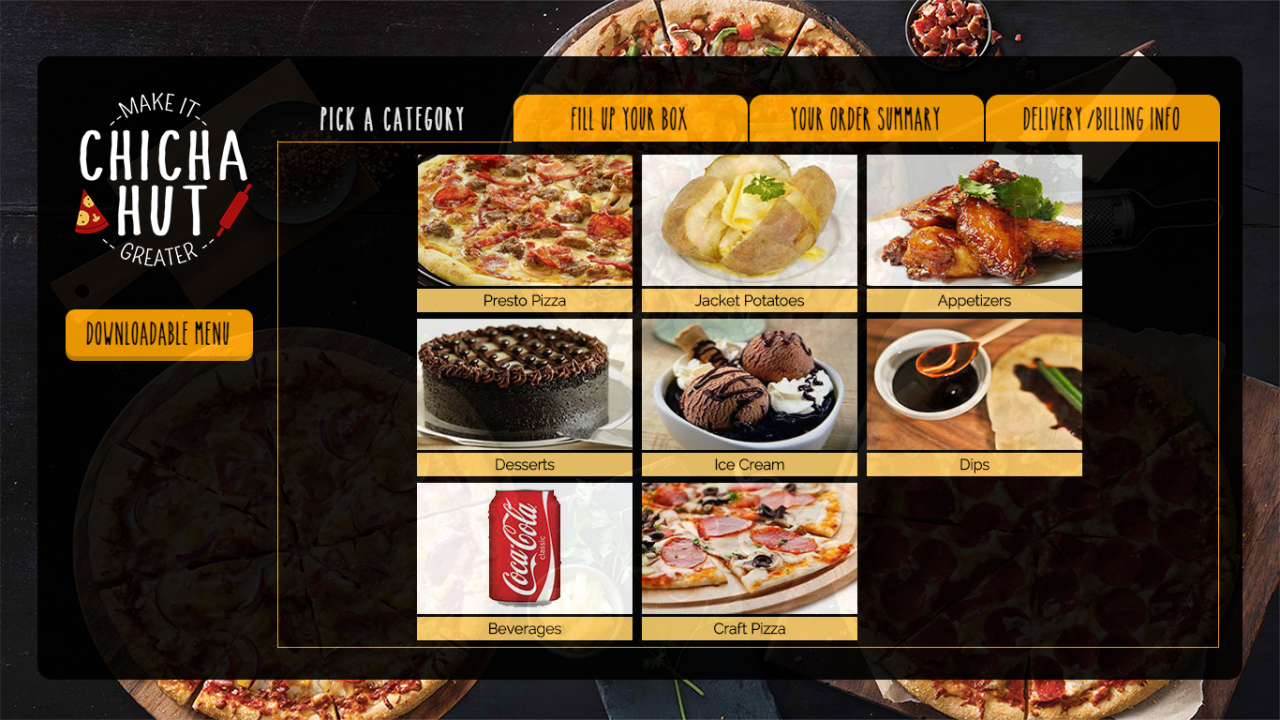 MAKE IT
CHICHA
HUT
GREATER
DOWNLOADABLE MENU
PICK A CATEGORY
FILL UP YOUR BOX
YOUR ORDER SUMMARY
DELIVERY /BILLING INFO
Presto Pizza
Jacket Potatoes
Appetizers
Desserts
Ice Cream
Dips
Coca-Cola
classic
Beverages
Craft Pizza